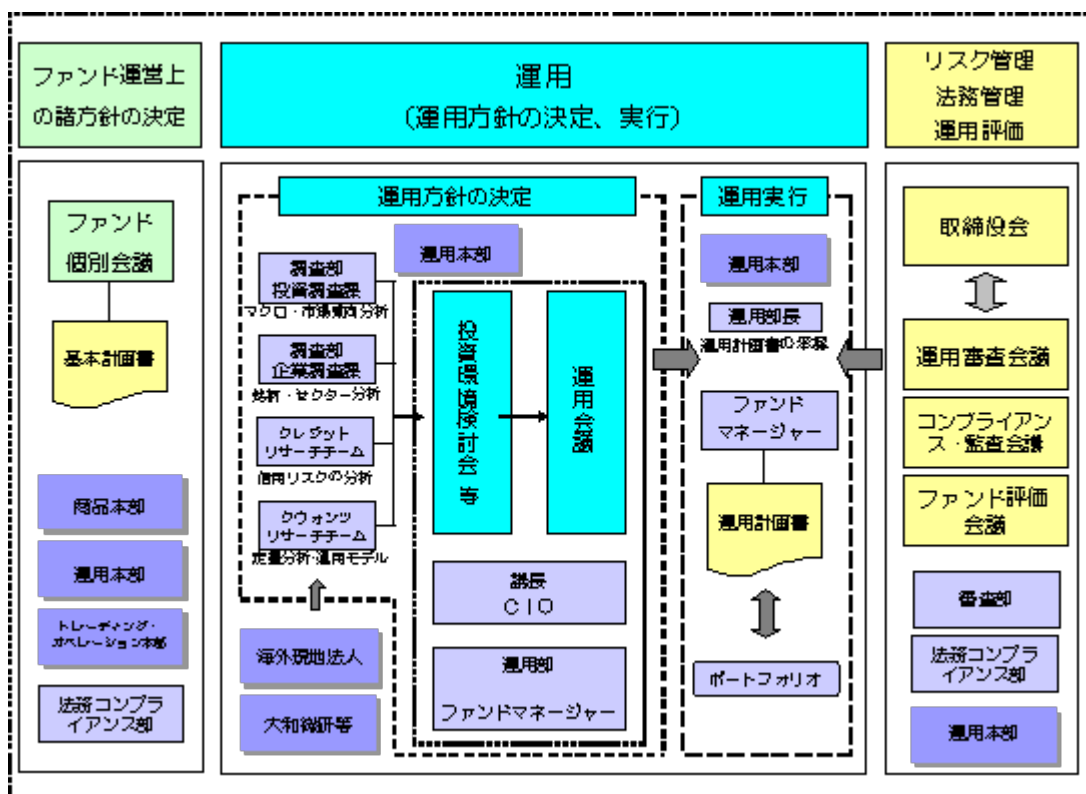 ファンド運営上
の諸方針の決定
運用
(運用方針の決定、実行)
リスク管理
法務管理
運用評価
ファンド
個別会議
基本計画書
商品本部
運用本部
トレーディング・
オペレーション本部
法務コンプラ
イアンス部
運用方針の決定
運用本部
調査部
投資調査課
マクロ・市場動向分析
調査部
企業調査課
銘柄・セクター分析
クレジット
リサーチチーム
信用リスクの分析
クウォンツ
リサーチチーム
定量分析・運用モデル
海外現地法人
大和総研等
投資環境検討会 等
運用会議
議長
CIO
運用部
ファンドマネージャー
運用実行
運用本部
運用部長
運用計画書の承認
ファンド
マネージャー
運用計画書
ポートフォリオ
取締役会
運用審査会議
コンプライアン
ス・監査会議
ファンド評価
会議
審査部
法務コンプラ
イアンス部
運用本部